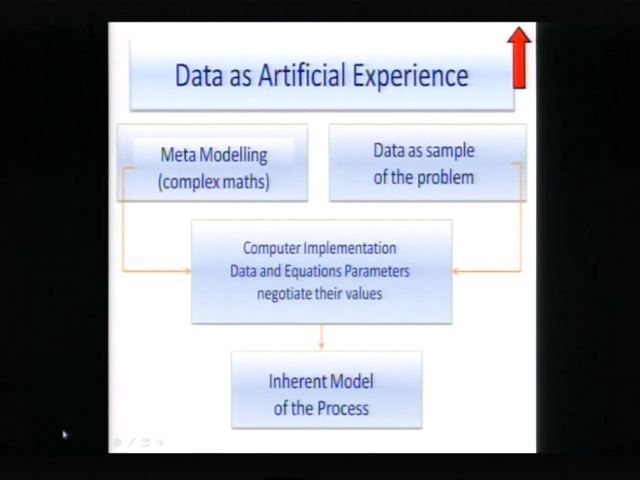 Data as Artificial Experience
Meta Modelling
(complex maths)
Data as sample
of the problem
Computer Implementation
Data and Equations Parameters
negotiate their values
Inherent Model
of the Process